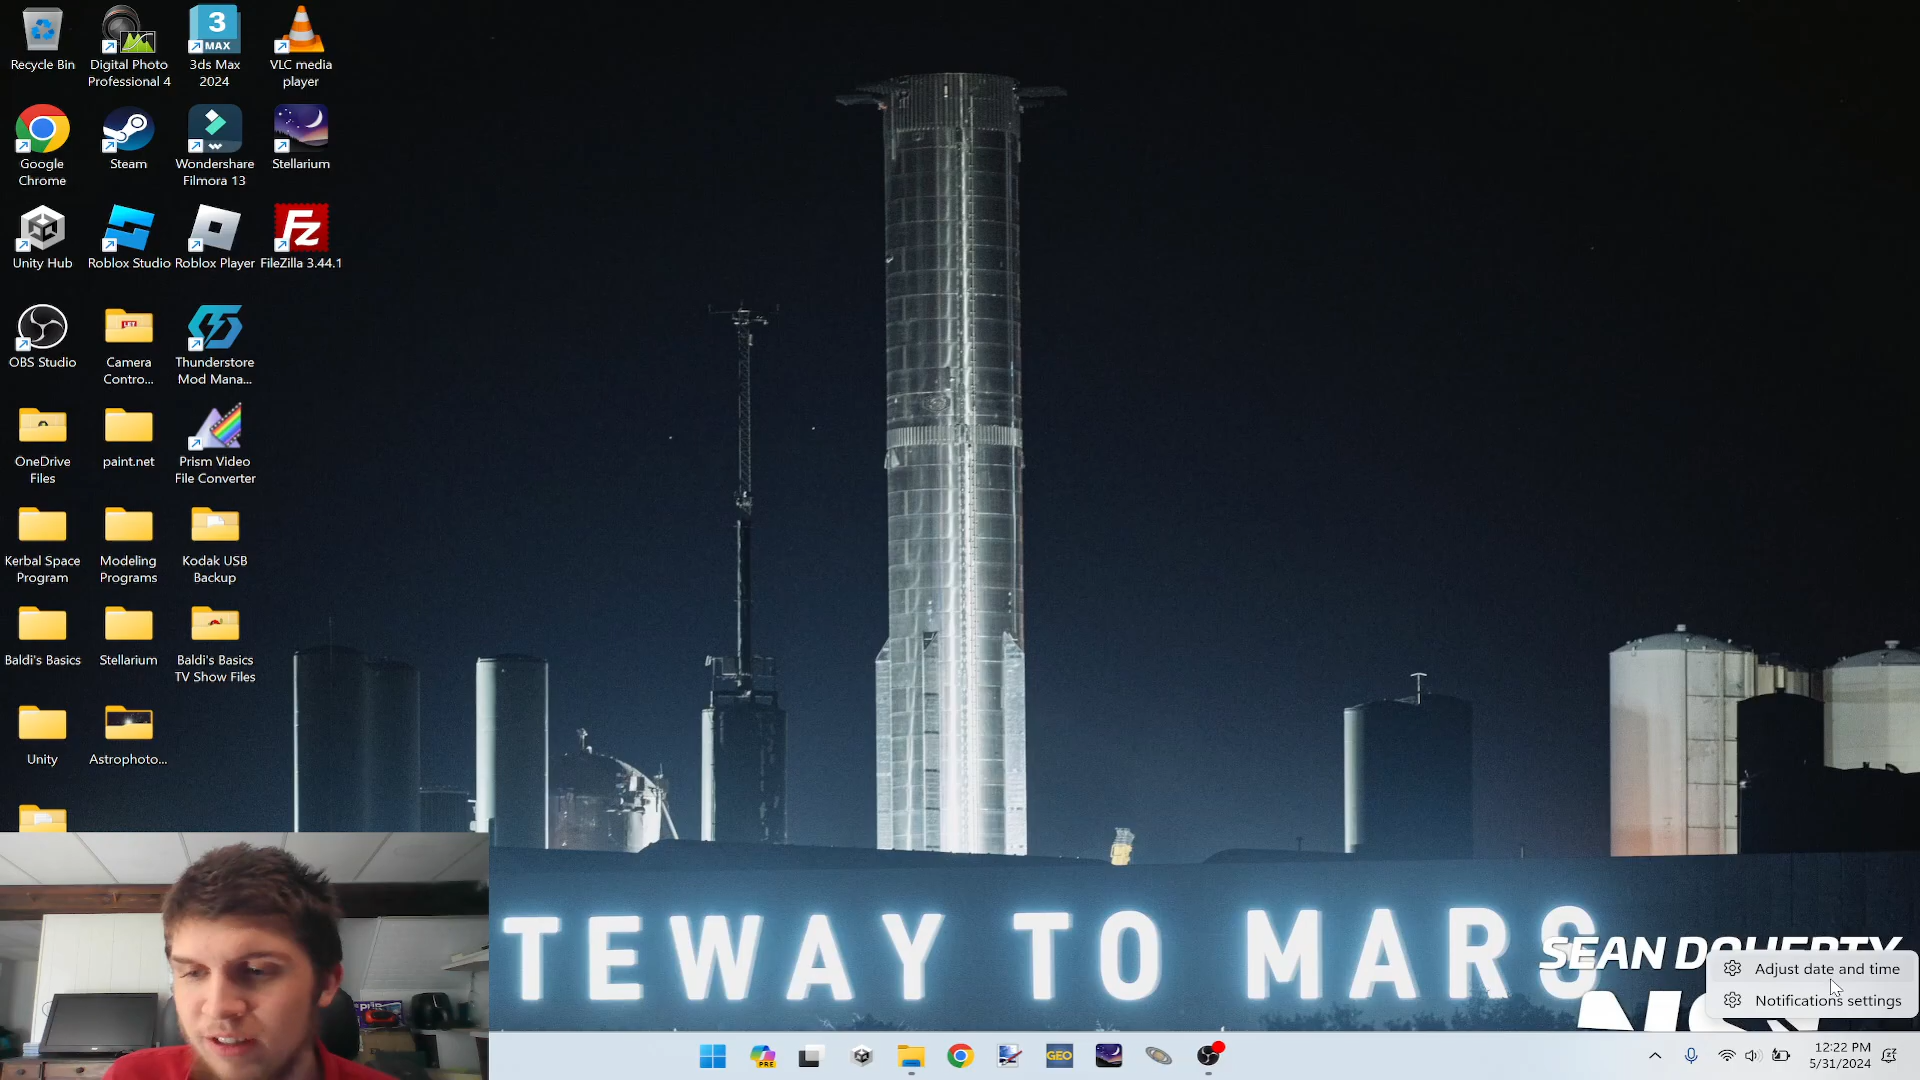 Recycle Bin
Digital Photo
Professional 4
3
MAX
3ds Max
2024
VLC media
player
Google
Chrome
Steam
Wondershare
Filmora 13
Stellarium
Unity Hub
Roblox Studio
Roblox Player
Fz
FileZilla 3.44.1
OBS Studio
Camera
Contro...
Thunderstore
Mod Mana...
OneDrive
Files
paint.net
Prism Video
File Converter
Kerbal Space
Program
Modeling
Programs
Kodak USB
Backup
Baldi's Basics
Stellarium
Baldi's Basics
TV Show Files
Unity
Astrophoto...
TEWAY TO MARS
SEAN DOHERTY
Adjust date and time
Notifications settings
PRE
GEO
12:22 PM
5/31/2024